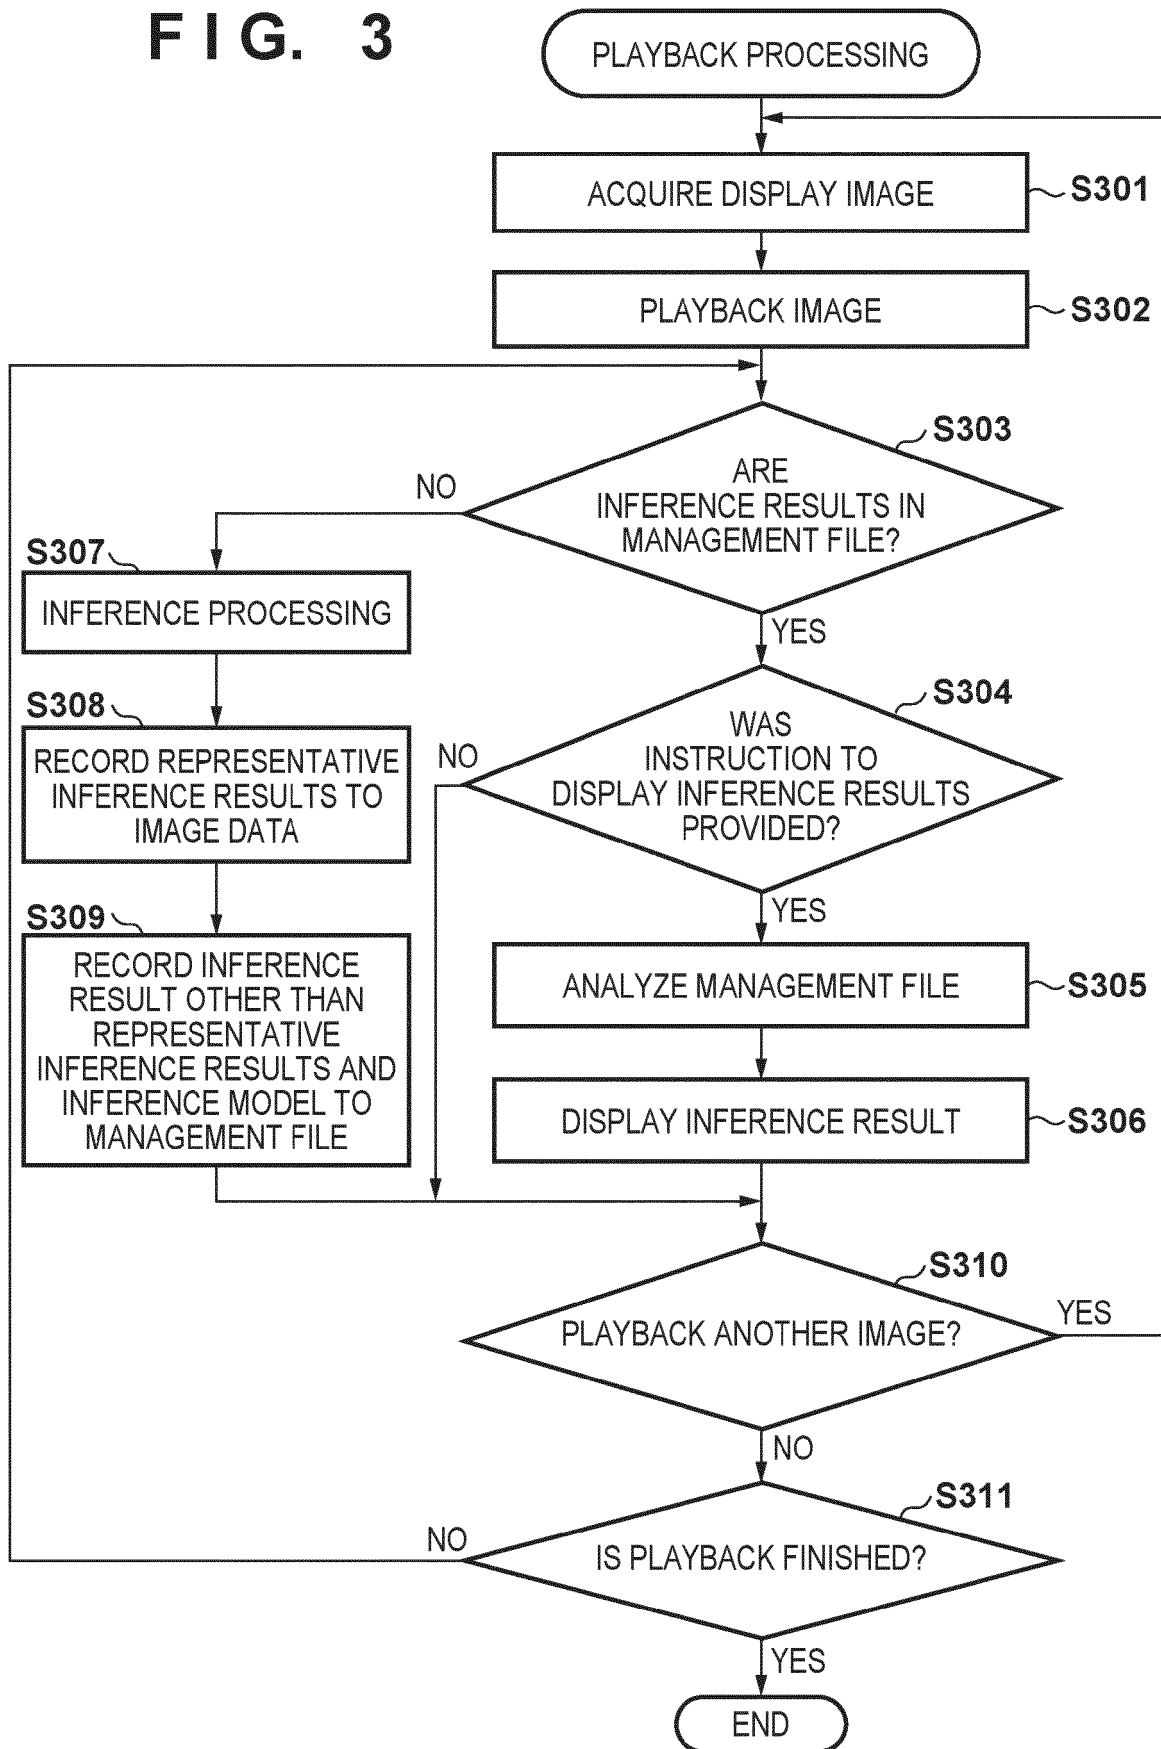 FIG. 3
PLAYBACK PROCESSING
ACQUIRE DISPLAY IMAGE
S301
PLAYBACK IMAGE
S302
S303
ARE
INFERENCE RESULTS IN
MANAGEMENT FILE?
NO
YES
S307
INFERENCE PROCESSING
S308
RECORD REPRESENTATIVE
INFERENCE RESULTS TO
IMAGE DATA
S309
RECORD INFERENCE
RESULT OTHER THAN
REPRESENTATIVE
INFERENCE RESULTS AND
INFERENCE MODEL TO
MANAGEMENT FILE
S304
WAS
INSTRUCTION TO
DISPLAY INFERENCE RESULTS
PROVIDED?
NO
YES
ANALYZE MANAGEMENT FILE
S305
DISPLAY INFERENCE RESULT
S306
S310
PLAYBACK ANOTHER IMAGE?
YES
NO
S311
IS PLAYBACK FINISHED?
NO
YES
END